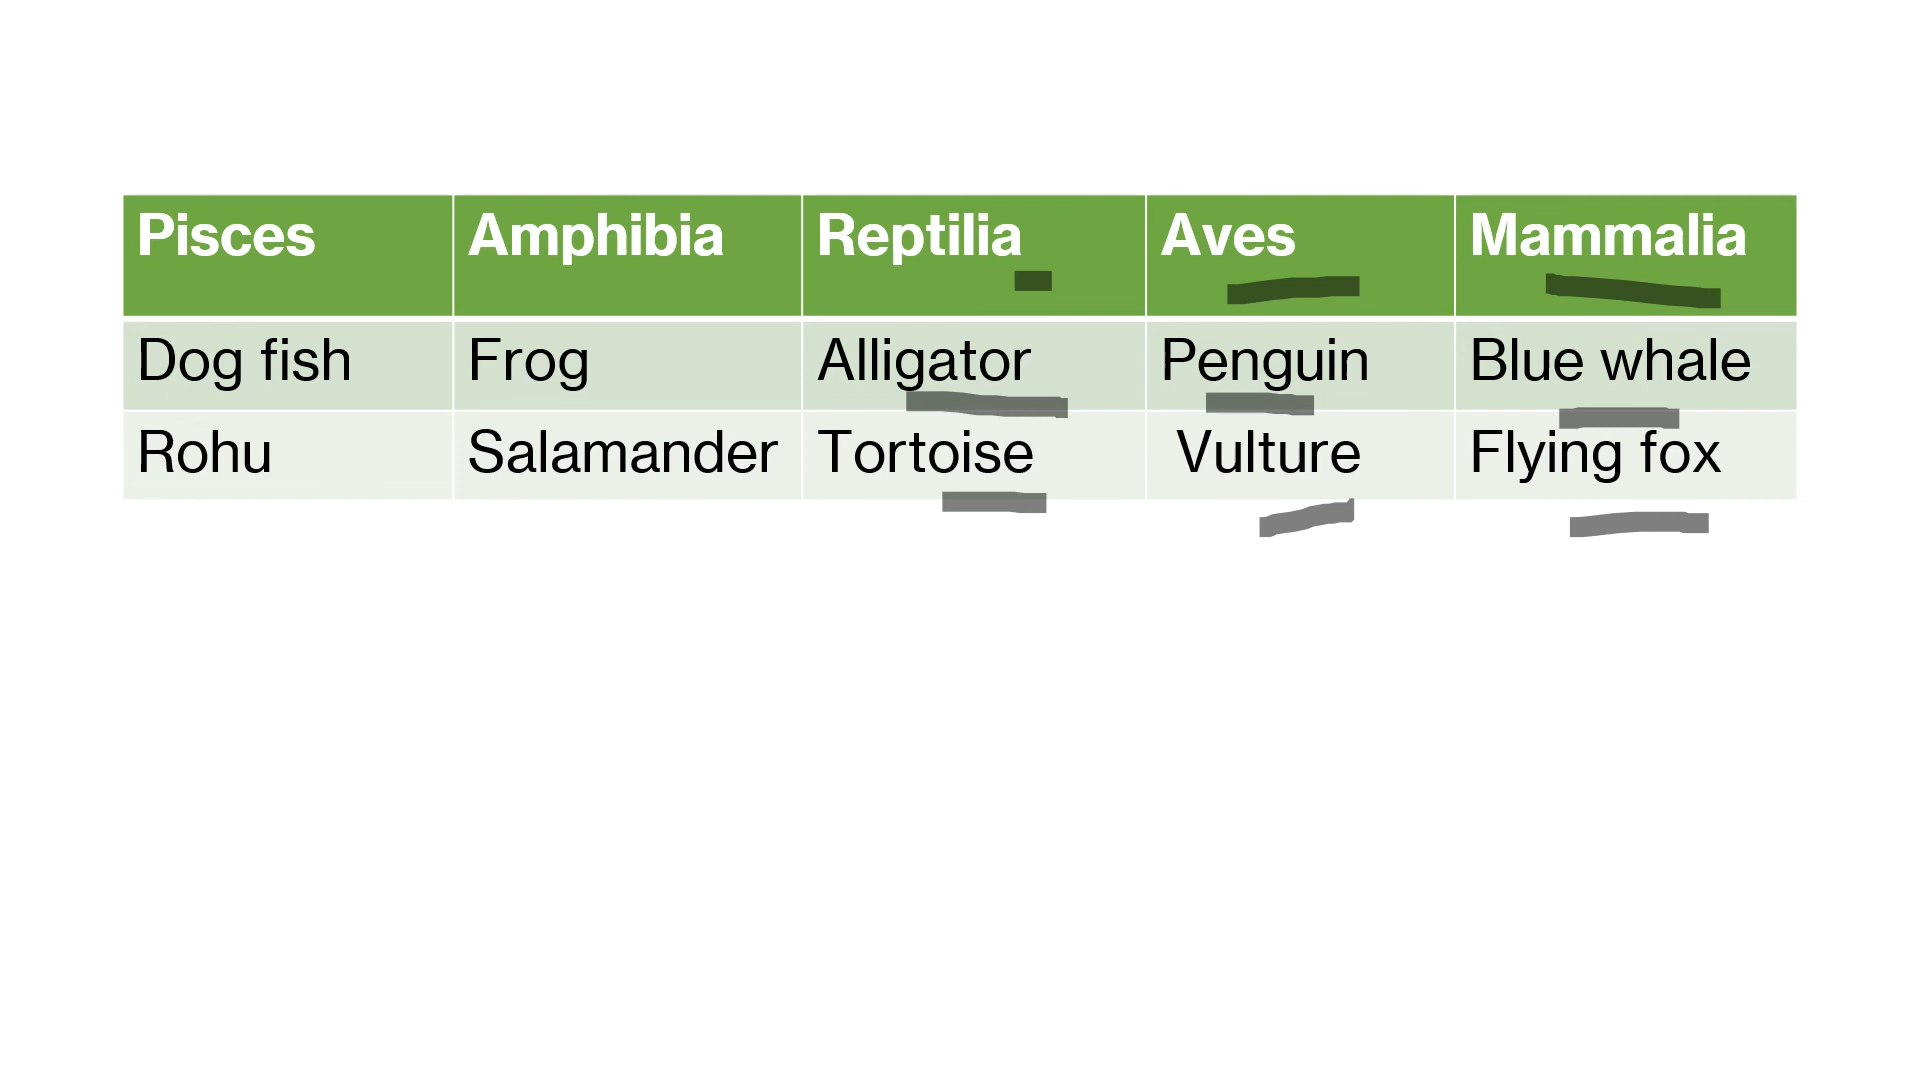 Pisces Amphibia Reptilia Aves Mammalia
Dog fish Frog Alligator Penguin Blue whale
Rohu Salamander Tortoise Vulture Flying fox